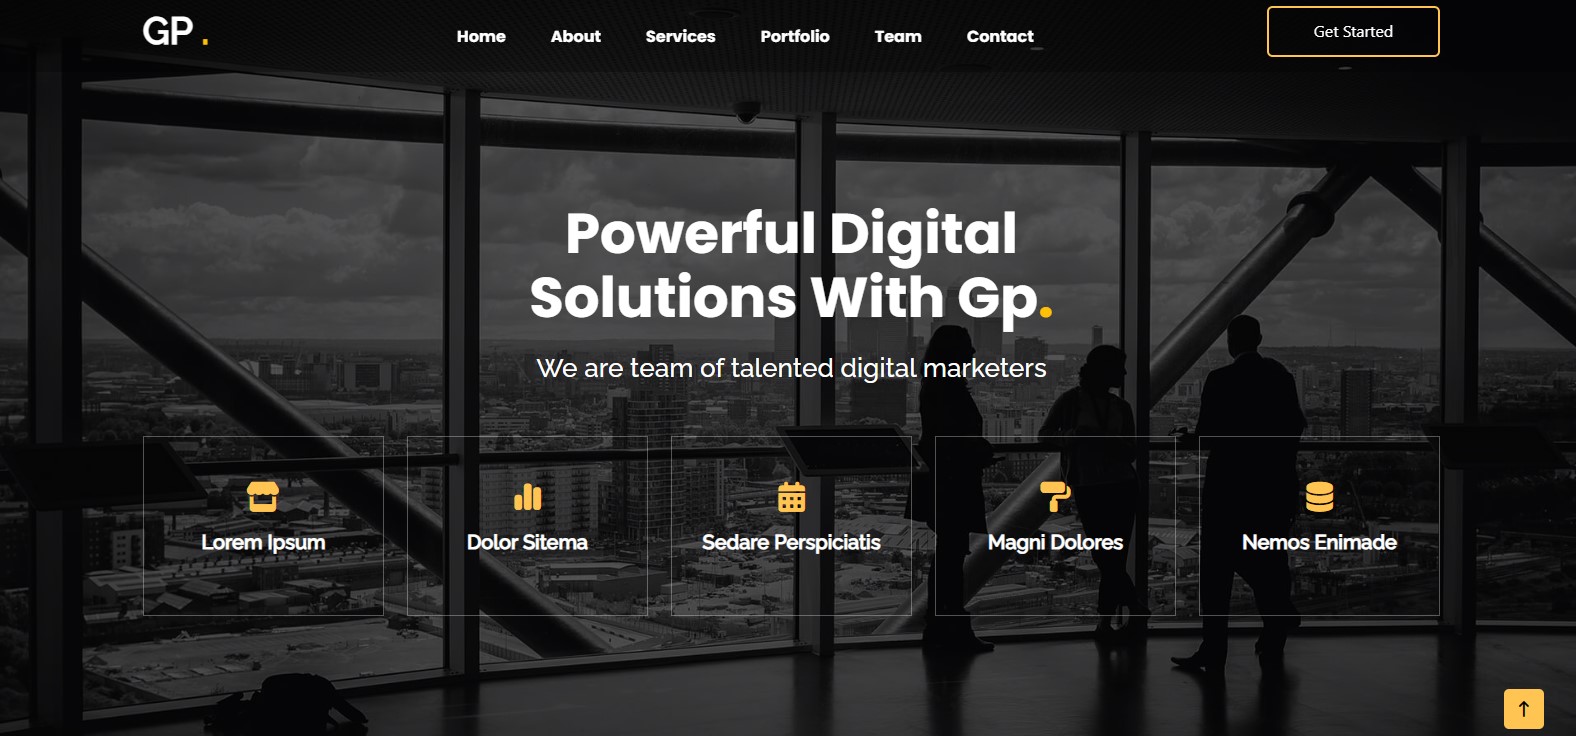 GP .
Home About Services Portfolio Team Contact
Get Started
Powerful Digital
Solutions With Gp.
We are team of talented digital marketers
Lorem Ipsum
Dolor Sitema
Sedare Perspiciatis
Magni Dolores
Nemos Enimade